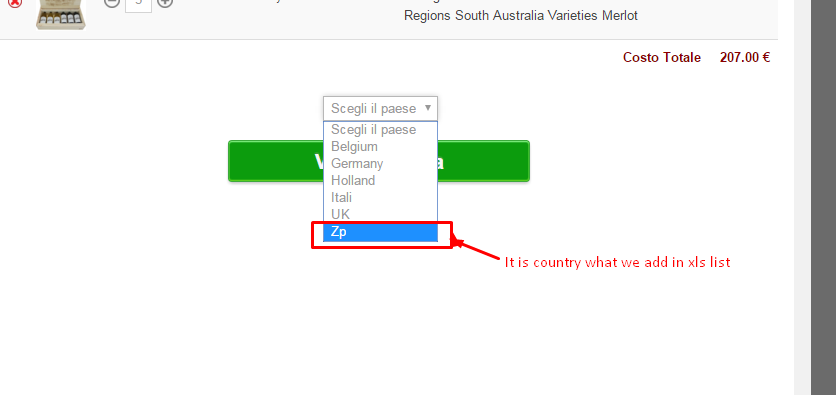 Regions South Australia Varieties Merlot
Costo Totale 207.00 €
Scegli il paese
Scegli il paese
Belgium
Germany
Holland
Itali
UK
Zp
It is country what we add in xls list